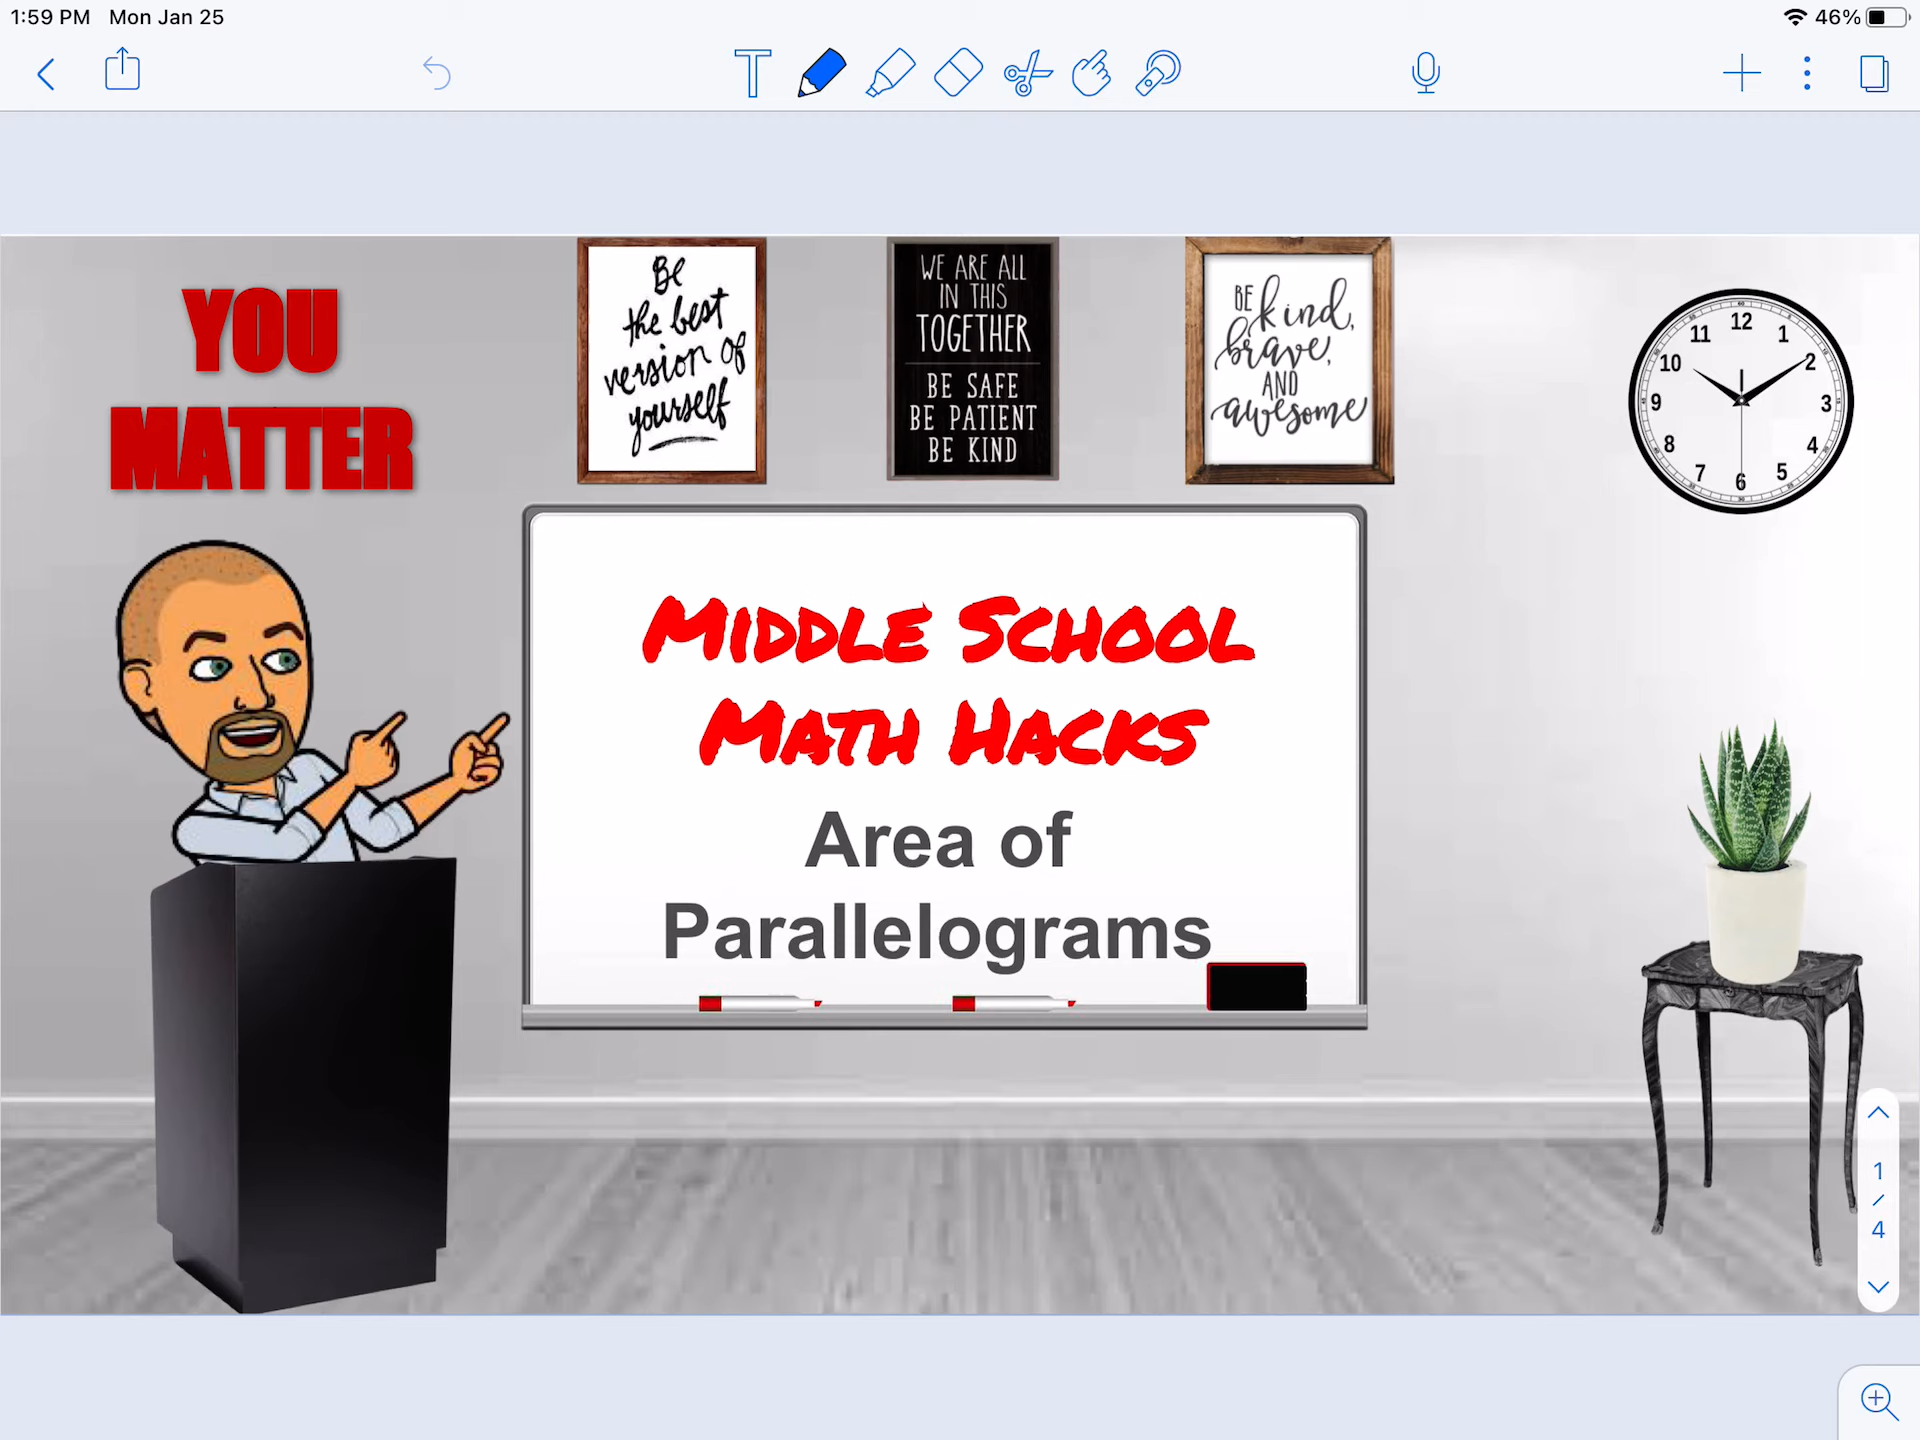 1:59 PM Mon Jan 25
46%
T
YOU
MATTER
Be
the best
version of
yourself
WE ARE ALL
IN THIS
TOGETHER
BE SAFE
BE PATIENT
BE KIND
BE kind,
brave,
AND
awesome
12
1
2
3
4
5
6
7
8
9
10
11
MIDDLE SCHOOL
MATH HACKS
Area of
Parallelograms
1
/
4